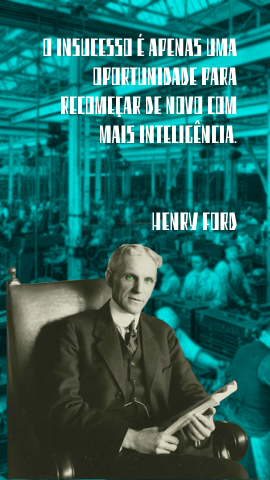 O INSUCESSO É APENAS UMA
OPORTUNIDADE PARA
RECOMEÇAR DE NOVO COM
MAIS INTELIGÊNCIA.
HENRY FORD